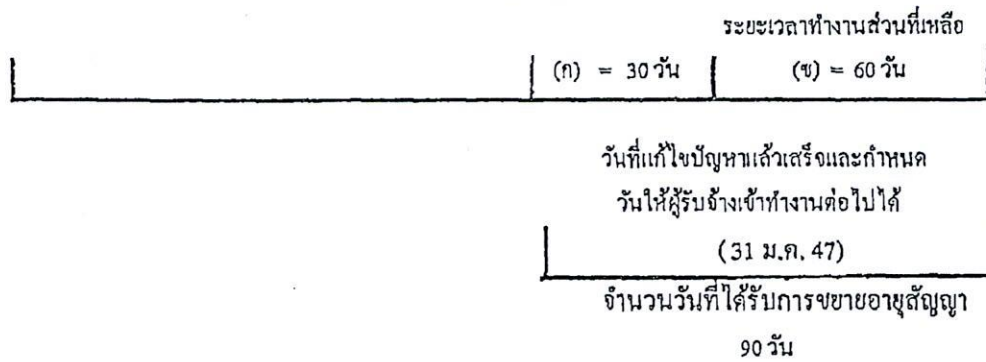 ระยะเวลาทำงานส่วนที่เหลือ
(ก) = 30 วัน (ข) = 60 วัน
วันที่แก้ไขปัญหาแล้วเสร็จและกำหนด
วันให้ผู้รับจ้างเข้าทำงานต่อไปได้
(31 ม.ค. 47)
จำนวนวันที่ได้รับการขยายอายุสัญญา
90 วัน